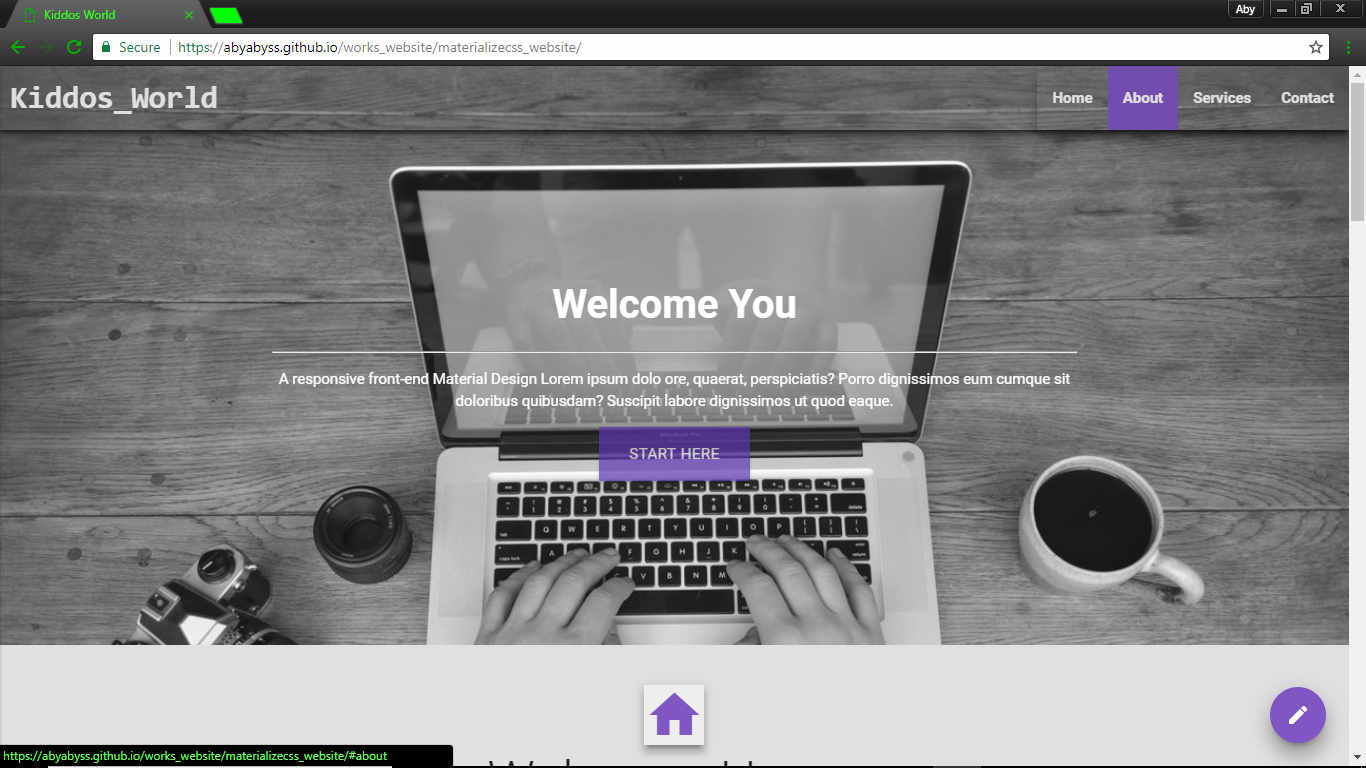 Kiddos World
Aby
Secure
https://abyabyss.github.io/works_website/materializecss_website/
Kiddos_World
Home About Services Contact
Welcome You
A responsive front-end Material Design Lorem ipsum dolo ore, quaerat, perspiciatis? Porro dignissimos eum cumque sit
doloribus quibusdam? Suscipit labore dignissimos ut quod eaque.
START HERE
https://abyabyss.github.io/works_website/materializecss_website/#about